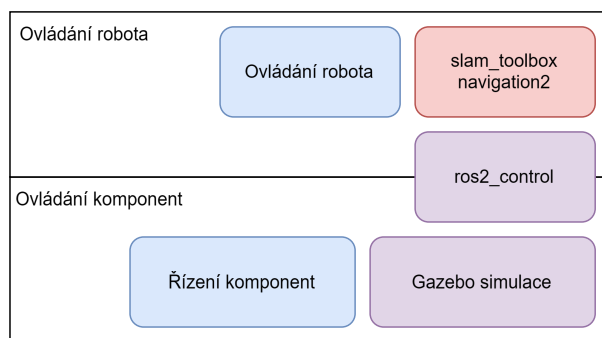 Ovládání robota
Ovládání robota
slam_toolbox
navigation2
ros2_control
Ovládání komponent
Řízení komponent
Gazebo simulace